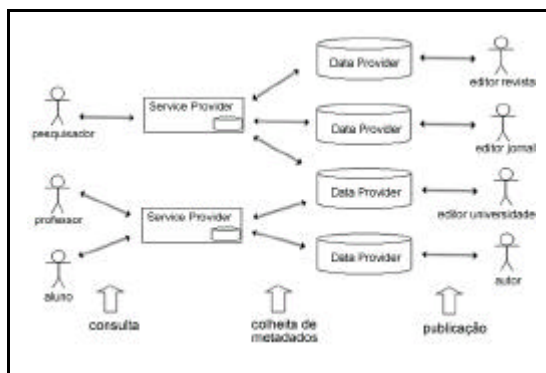 Data Provider
editor revista
Service Provider
pesquisador
Data Provider
editor jornal
Data Provider
editor universidade
professor
Service Provider
Data Provider
autor
aluno
consulta
colheita de
metadados
publicação